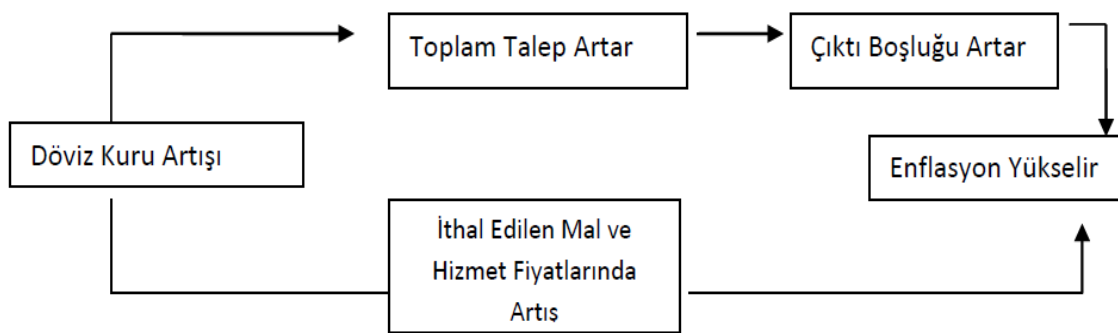 Toplam Talep Artar
Çıktı Boşluğu Artar
Döviz Kuru Artışı
Enflasyon Yükselir
İthal Edilen Mal ve
Hizmet Fiyatlarında
Artış